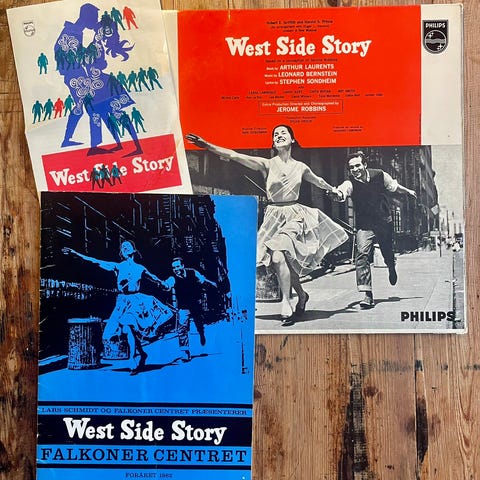 West Side Story
Robert E. Griffith and Harold S. Prince
PHILIPS
West Side Story
based on a conception of Jerome Robbins
Book by ARTHUR LAURENTS
Music by LEONARD BERNSTEIN
Lyrics by STEPHEN SONDHEIM
Entire Production Directed and Choreographed by
JEROME ROBBINS
PHILIPS
LARS SCHMIDT OG FALKONER CENTRET PRÆSENTERER
West Side Story
FALKONER CENTRET
FORÅRET 1962